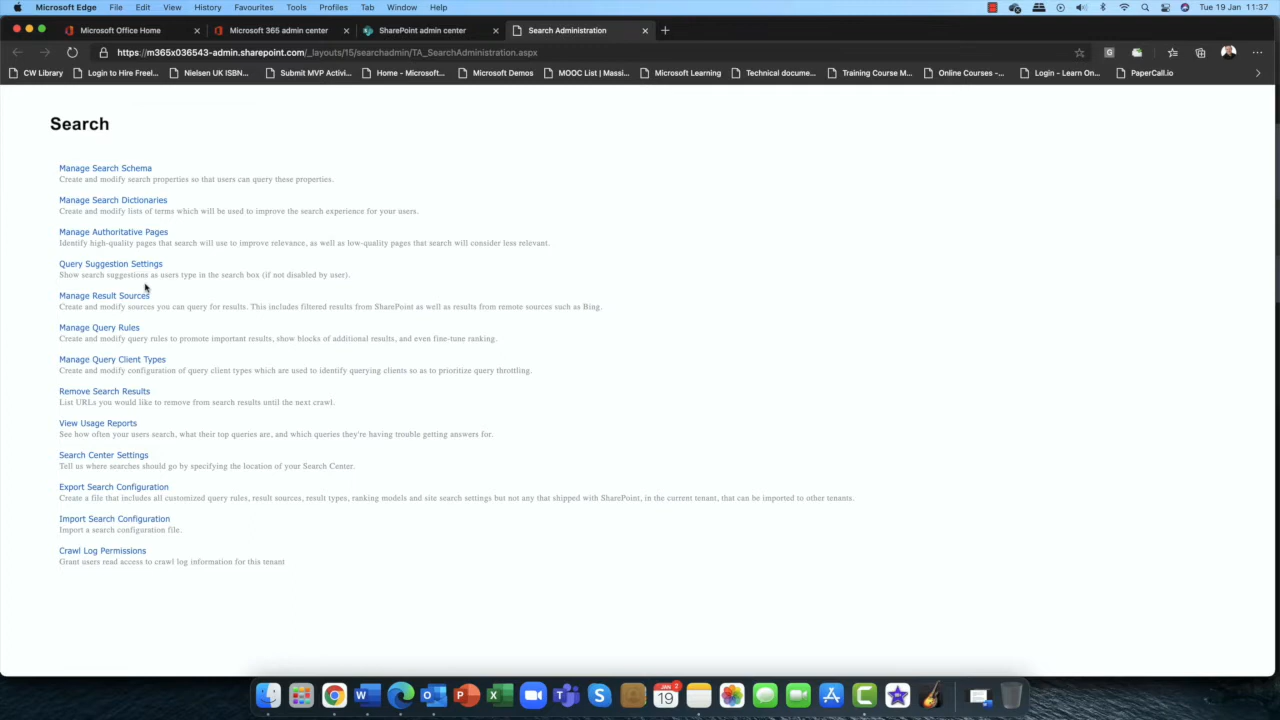 Microsoft Edge File Edit View History Favourites Tools Profiles Tab Window Help Tue 19 Jan 11:37
Microsoft Office Home Microsoft 365 admin center SharePoint admin center Search Administration
https://m365x036543-admin.sharepoint.com/_layouts/15/searchadmin/TA_SearchAdministration.aspx
CW Library Login to Hire Freel... Nielsen UK ISBN... Submit MVP Activi... Home - Microsoft... Microsoft Demos MOOC List | Massi... Microsoft Learning Technical docume... Training Course M... Online Courses -... Login - Learn On... PaperCall.io
Search
Manage Search Schema
Create and modify search properties so that users can query these properties.
Manage Search Dictionaries
Create and modify lists of terms which will be used to improve the search experience for your users.
Manage Authoritative Pages
Identify high-quality pages that search will use to improve relevance, as well as low-quality pages that search will consider less relevant.
Query Suggestion Settings
Show search suggestions as users type in the search box (if not disabled by user).
Manage Result Sources
Create and modify sources you can query for results. This includes filtered results from SharePoint as well as results from remote sources such as Bing.
Manage Query Rules
Create and modify query rules to promote important results, show blocks of additional results, and even fine-tune ranking.
Manage Query Client Types
Create and modify configuration of query client types which are used to identify querying clients so as to prioritize query throttling.
Remove Search Results
List URLs you would like to remove from search results until the next crawl.
View Usage Reports
See how often your users search, what their top queries are, and which queries they're having trouble getting answers for.
Search Center Settings
Tell us where searches should go by specifying the location of your Search Center.
Export Search Configuration
Create a file that includes all customized query rules, result sources, result types, ranking models and site search settings but not any that shipped with SharePoint, in the current tenant, that can be imported to other tenants.
Import Search Configuration
Import a search configuration file.
Crawl Log Permissions
Grant users read access to crawl log information for this tenant
JAN 2
19